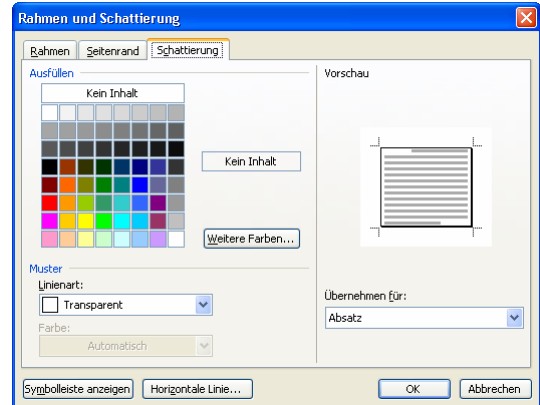 Rahmen und Schattierung
Rahmen Seitenrand Schattierung
Ausfüllen
Kein Inhalt
Kein Inhalt
Weitere Farben...
Muster
Linienart:
Transparent
Farbe:
Automatisch
Vorschau
Übernehmen für:
Absatz
Symbolleiste anzeigen Horizontale Linie... OK Abbrechen